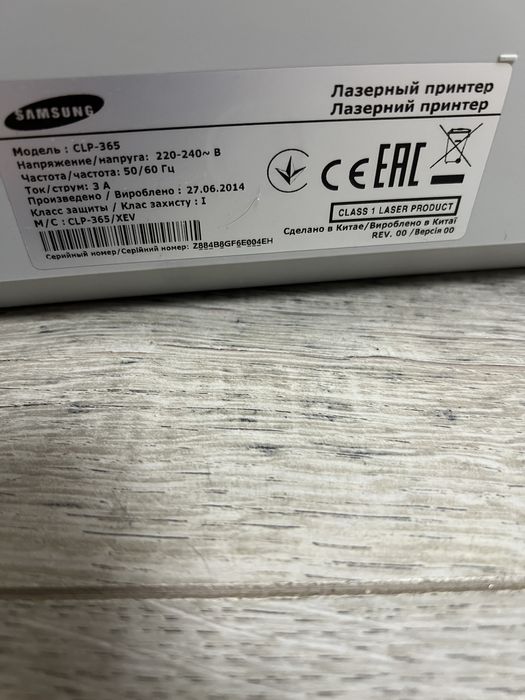 SAMSUNG
Лазерный принтер
Лазерний принтер
Модель : CLP-365
Напряжение/напруга: 220-240~ В
Частота/частота: 50/60 Гц
Ток/струм: 3 А
Произведено / Вироблено : 27.06.2014
Класс защиты / Клас захисту : I
M/C : CLP-365/XEV
Серийный номер/Серійний номер: Z884B8GF6E004EH
CE EAC
CLASS 1 LASER PRODUCT
Сделано в Китае/Вироблено в Китаї
REV. 00 /Версія 00